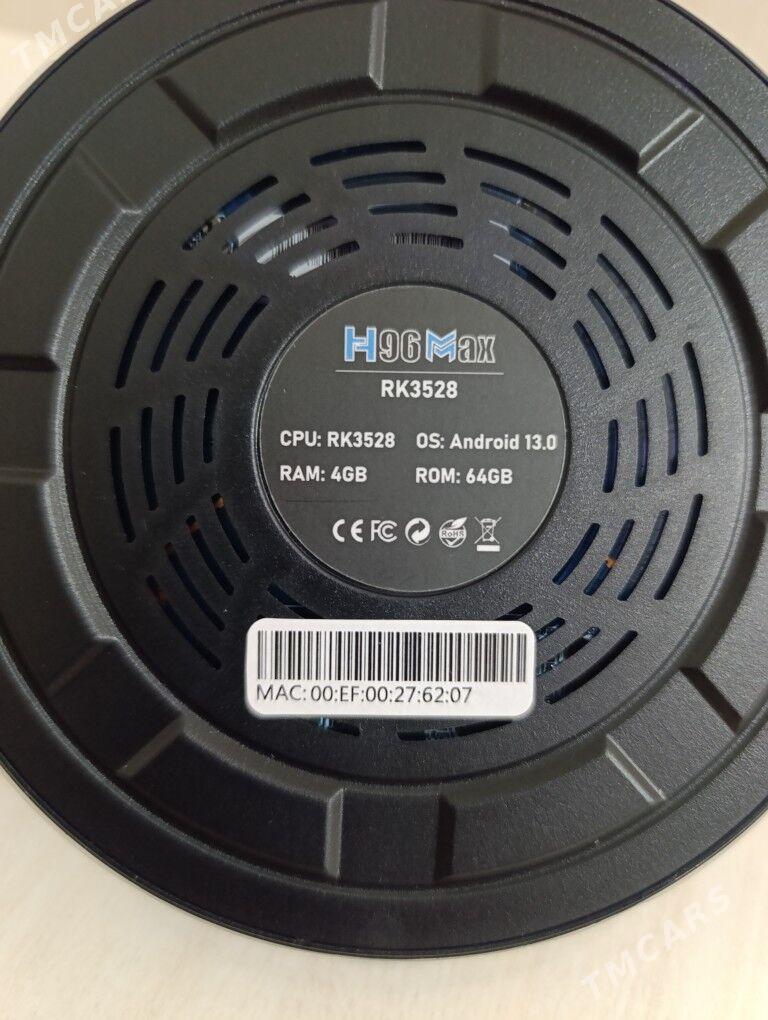 TMCARS
H96 Max
RK3528
CPU: RK3528 OS: Android 13.0
RAM: 4GB ROM: 64GB
CE FC RoHS
MAC: 00:EF:00:27:62:07
TMCARS